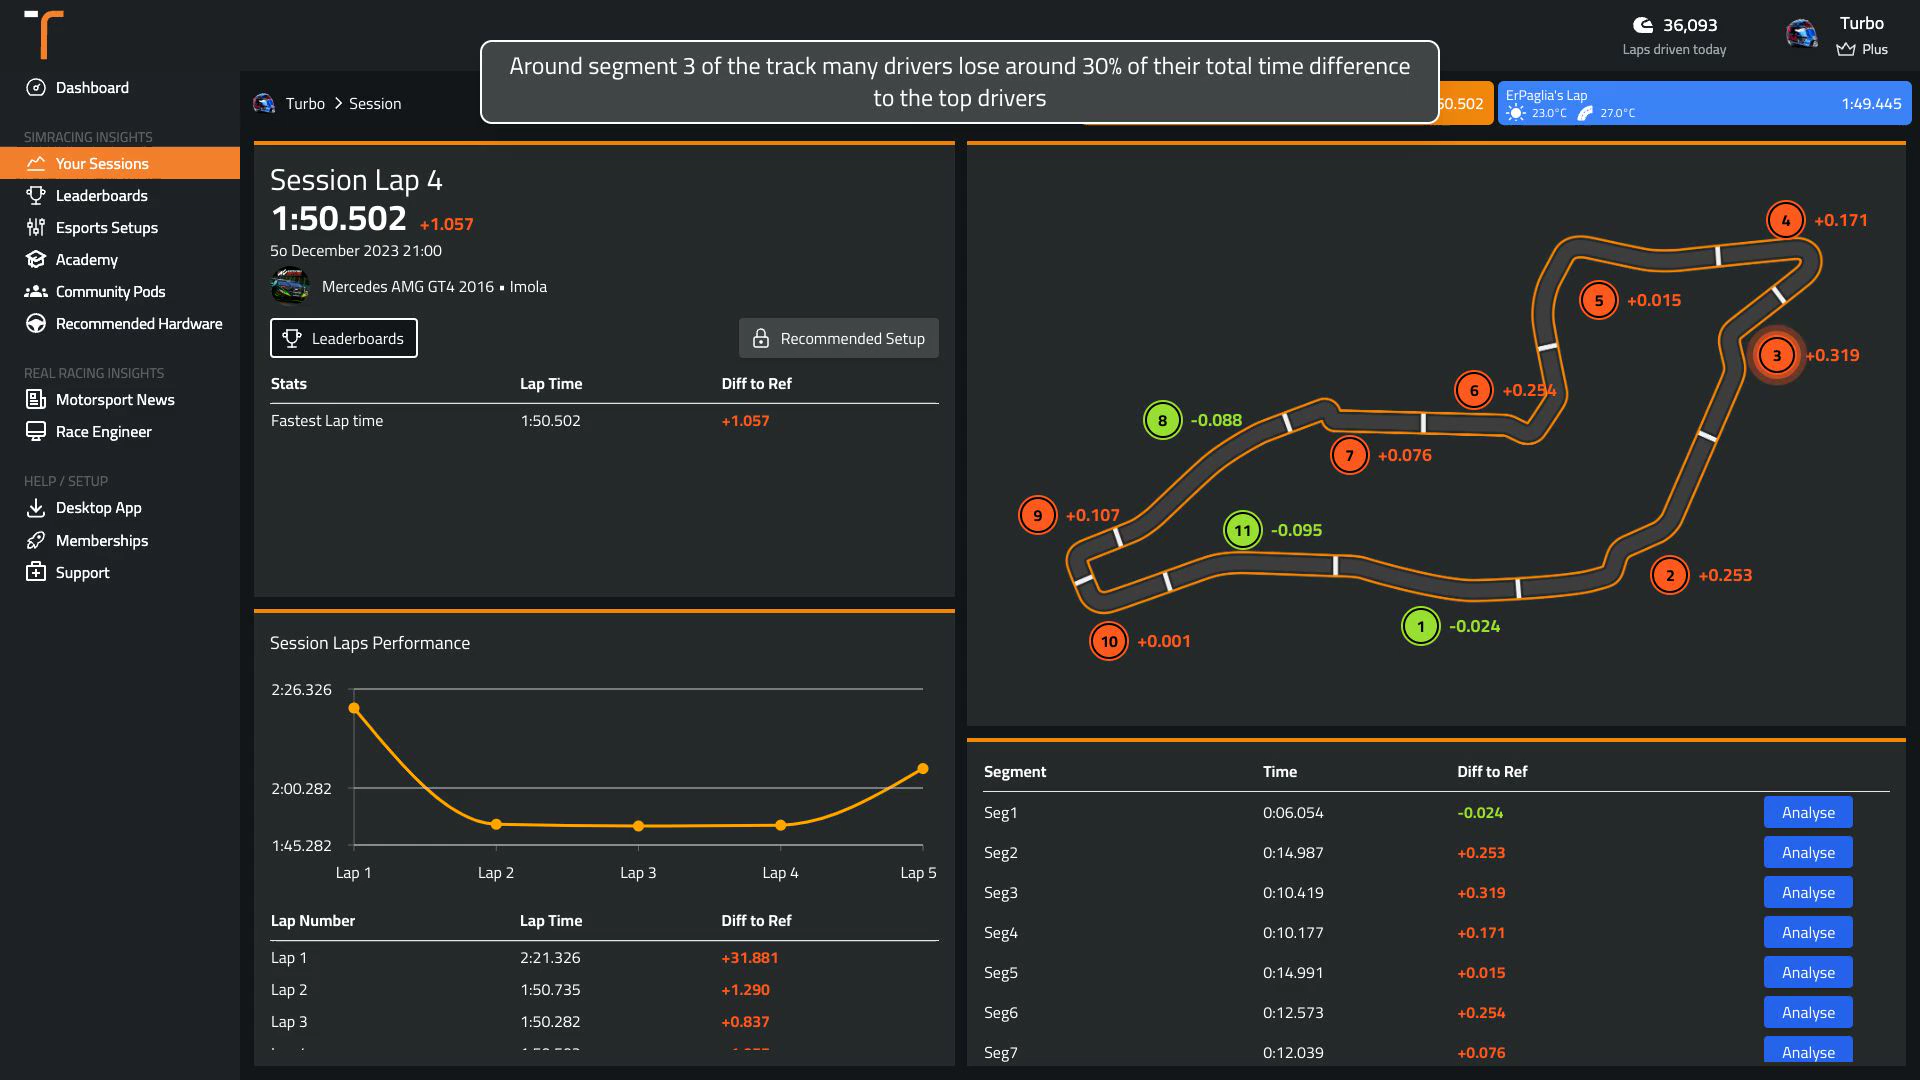 36,093
Laps driven today
Turbo
Plus
Around segment 3 of the track many drivers lose around 30% of their total time difference
to the top drivers
Dashboard
SIMRACING INSIGHTS
Your Sessions
Leaderboards
Esports Setups
Academy
Community Pods
Recommended Hardware
REAL RACING INSIGHTS
Motorsport News
Race Engineer
HELP / SETUP
Desktop App
Memberships
Support
Turbo > Session
50.502
ErPaglia's Lap
23.0°C 27.0°C
1:49.445
Session Lap 4
1:50.502 +1.057
5o December 2023 21:00
Mercedes AMG GT4 2016 • Imola
Leaderboards
Recommended Setup
Stats Lap Time Diff to Ref
Fastest Lap time 1:50.502 +1.057
4 +0.171
5 +0.015
3 +0.319
6 +0.254
8 -0.088
7 +0.076
9 +0.107
11 -0.095
2 +0.253
1 -0.024
10 +0.001
Session Laps Performance
2:26.326
2:00.282
1:45.282
Lap 1 Lap 2 Lap 3 Lap 4 Lap 5
Lap Number Lap Time Diff to Ref
Lap 1 2:21.326 +31.881
Lap 2 1:50.735 +1.290
Lap 3 1:50.282 +0.837
Segment Time Diff to Ref
Seg1 0:06.054 -0.024 Analyse
Seg2 0:14.987 +0.253 Analyse
Seg3 0:10.419 +0.319 Analyse
Seg4 0:10.177 +0.171 Analyse
Seg5 0:14.991 +0.015 Analyse
Seg6 0:12.573 +0.254 Analyse
Seg7 0:12.039 +0.076 Analyse